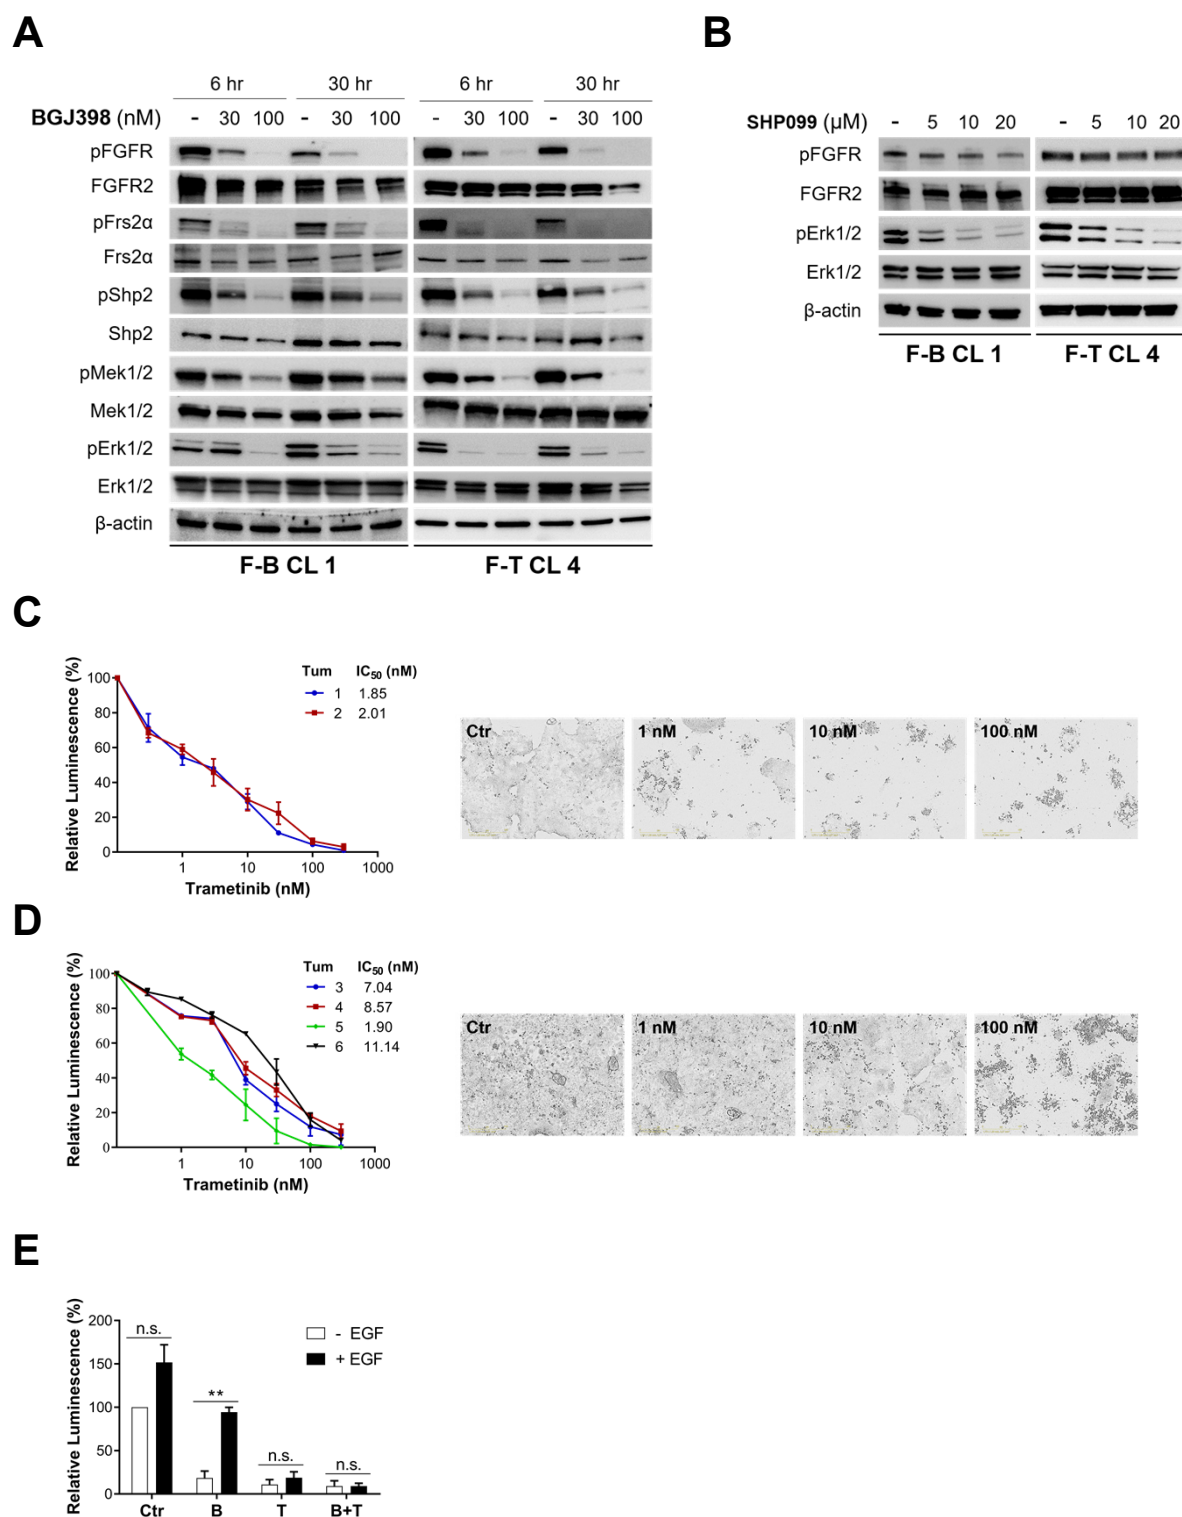 A
6 hr 30 hr 6 hr 30 hr
BGJ398 (nM) - 30 100 - 30 100 - 30 100 - 30 100
pFGFR
FGFR2
pFrs2α
Frs2α
pShp2
Shp2
pMek1/2
Mek1/2
pErk1/2
Erk1/2
β-actin
F-B CL 1 F-T CL 4
B
SHP099 (µM) - 5 10 20 - 5 10 20
pFGFR
FGFR2
pErk1/2
Erk1/2
β-actin
F-B CL 1 F-T CL 4
C
Relative Luminescence (%)
100
80
60
40
20
0
1 10 100 1000
Trametinib (nM)
Tum IC50 (nM)
1 1.85
2 2.01
Ctr 1 nM 10 nM 100 nM
D
Relative Luminescence (%)
100
80
60
40
20
0
1 10 100 1000
Trametinib (nM)
Tum IC50 (nM)
3 7.04
4 8.57
5 1.90
6 11.14
Ctr 1 nM 10 nM 100 nM
E
Relative Luminescence (%)
200
150
100
50
0
n.s.
**
n.s.
n.s.
- EGF
+ EGF
Ctr B T B+T